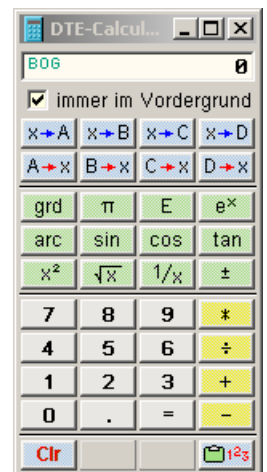 DTE-Calcul...
BOG 0
immer im Vordergrund
x→A x→B x→C x→D
A→x B→x C→x D→x
grd π E eˣ
arc sin cos tan
x² √x 1/x ±
7 8 9 *
4 5 6 ÷
1 2 3 +
0 . = −
Clr 123